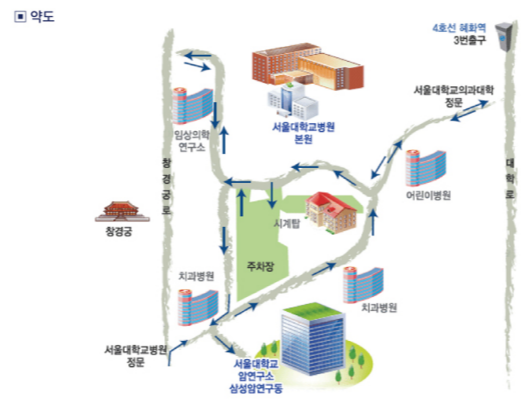 약도
4호선 혜화역
3번출구
서울대학교의과대학
정문
서울대학교병원
본원
임상의학
연구소
창경궁로
대학로
어린이병원
창경궁
시계탑
주차장
치과병원
치과병원
서울대학교병원
정문
서울대학교
암연구소
삼성암연구동